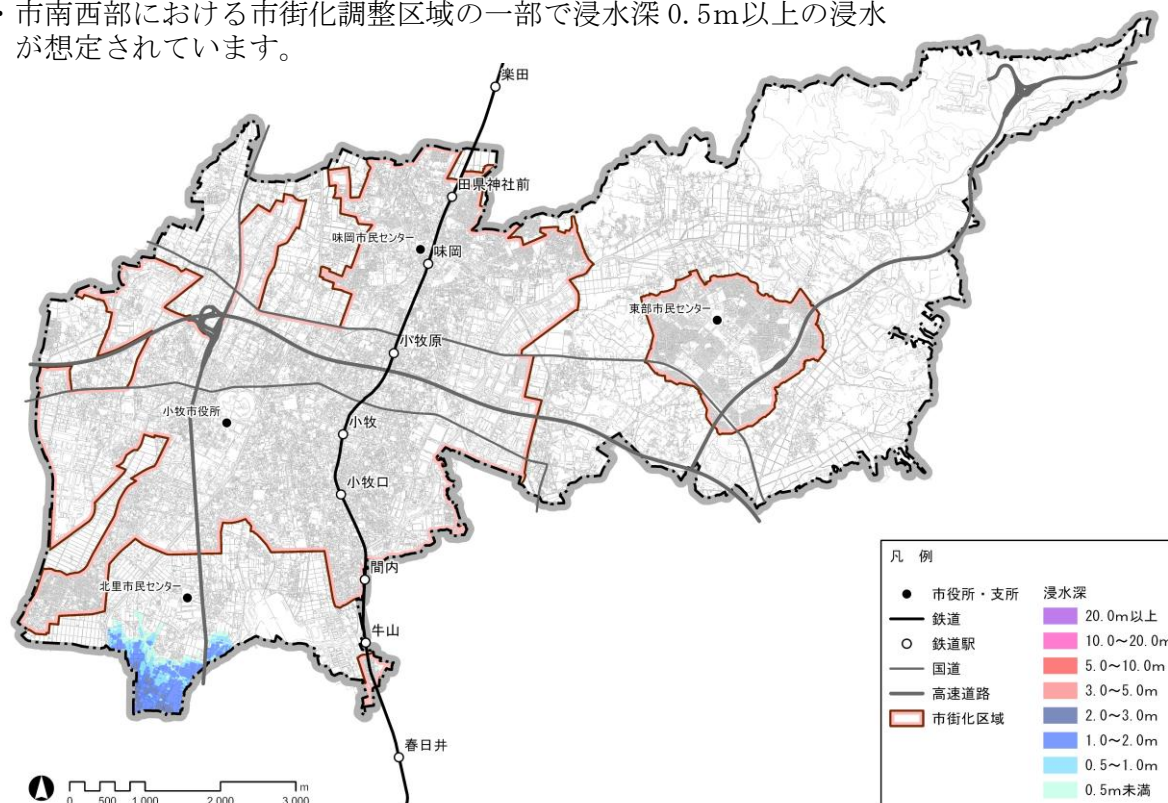 ・市南西部における市街化調整区域の一部で浸水深 0.5m以上の浸水
が想定されています。
楽田
田県神社前
味岡市民センター
味岡
東部市民センター
小牧原
小牧市役所
小牧
小牧口
間内
北里市民センター
牛山
春日井
凡 例
市役所・支所
鉄道
鉄道駅
国道
高速道路
市街化区域
浸水深
20.0m以上
10.0～20.0m
5.0～10.0m
3.0～5.0m
2.0～3.0m
1.0～2.0m
0.5～1.0m
0.5m未満
m
0 500 1,000 2,000 3,000